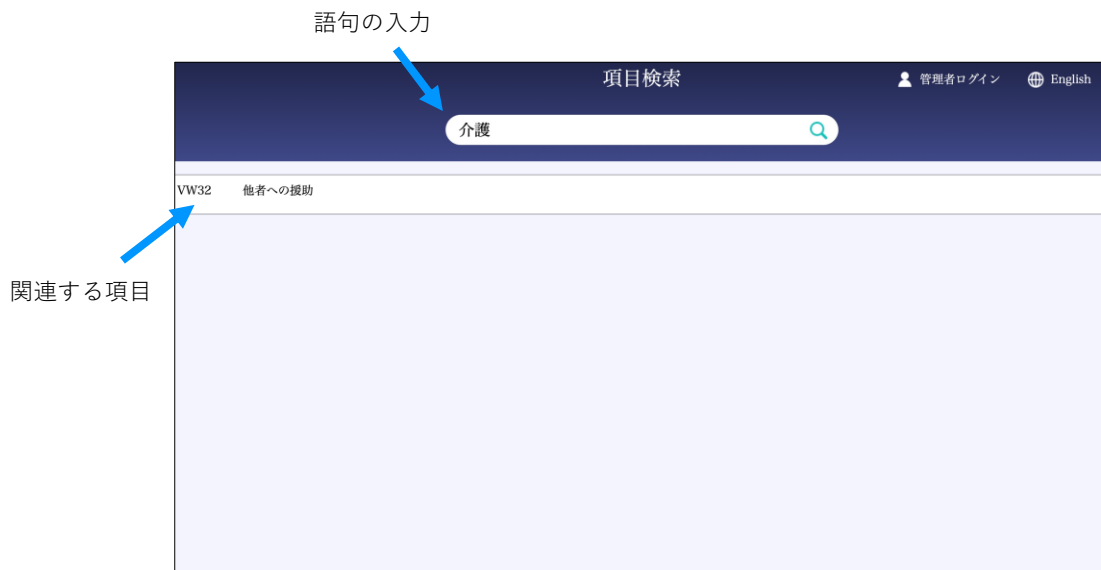 語句の入力
項目検索
管理者ログイン
English
介護
VW32 他者への援助
関連する項目